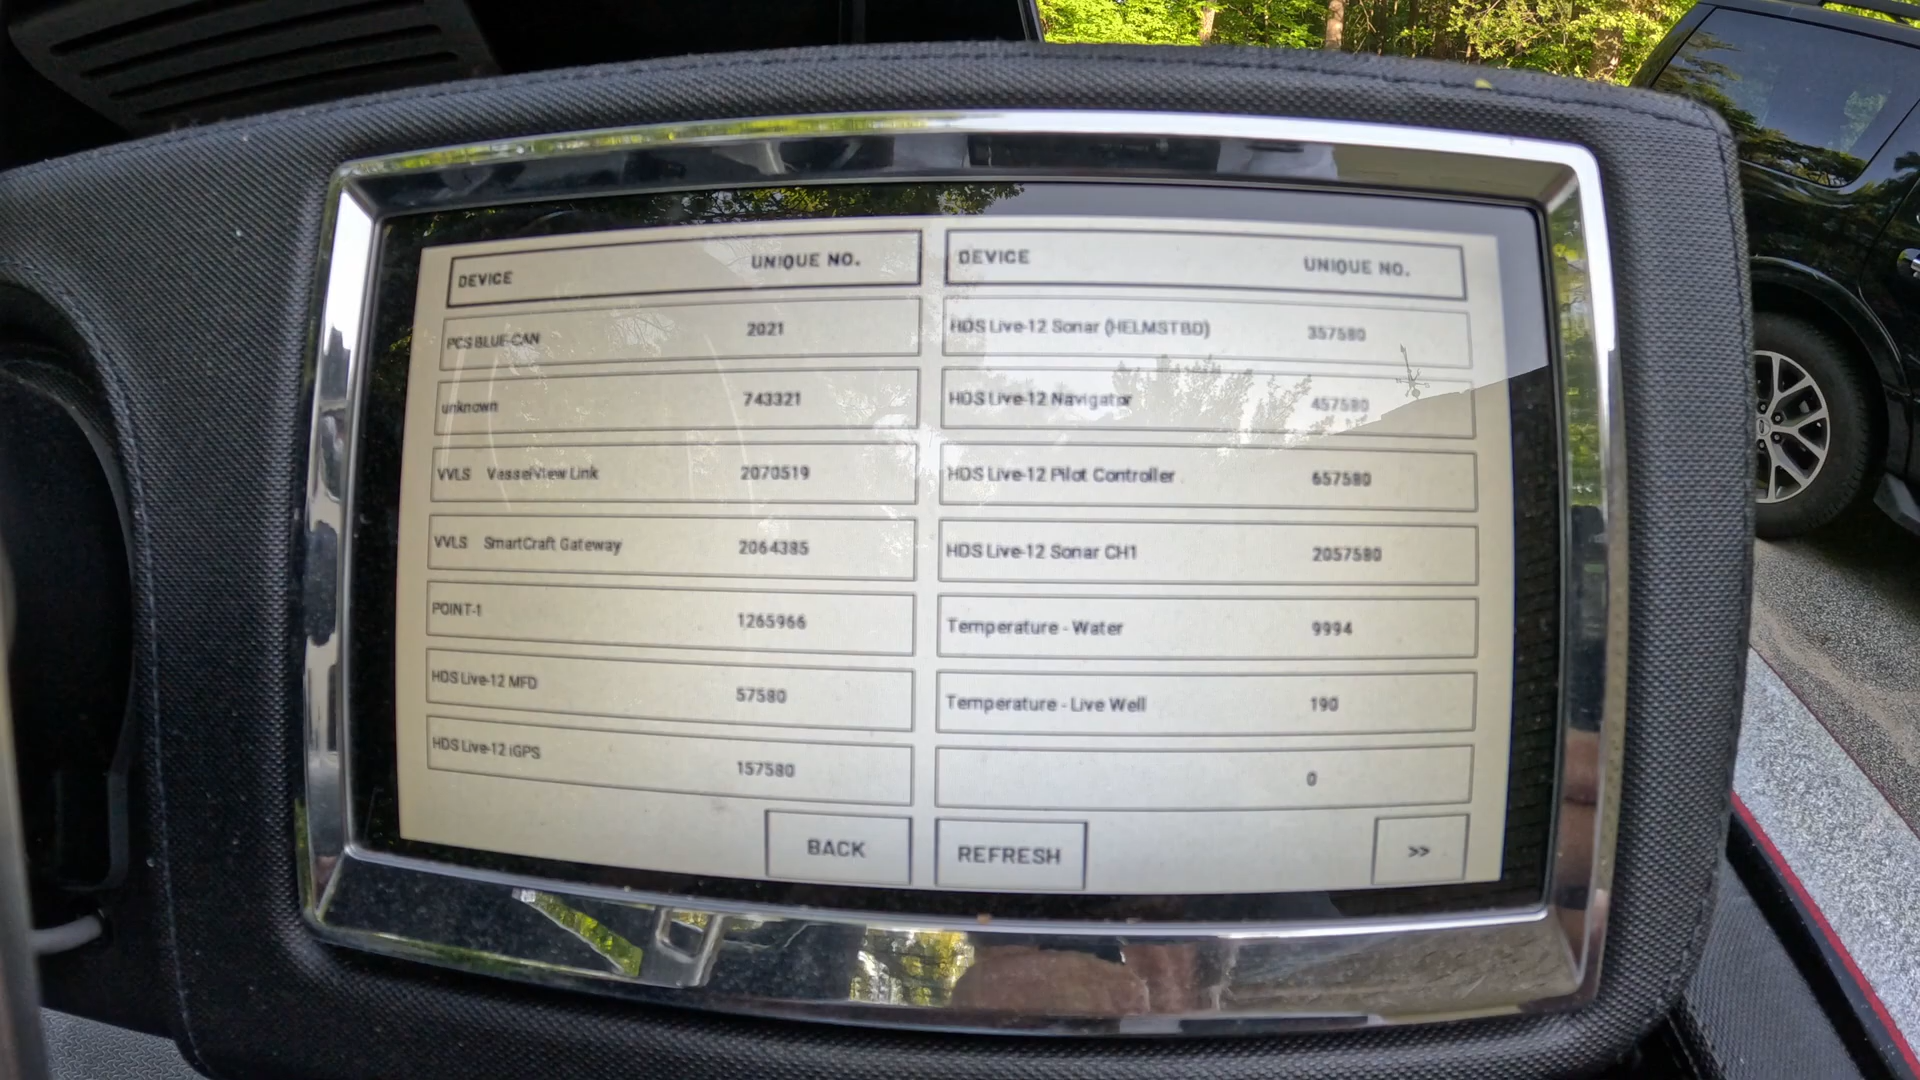 DEVICE UNIQUE NO.
PCS BLUE-CAN 2021
unknown 743321
VVLS VesselView Link 2070519
VVLS SmartCraft Gateway 2064385
POINT-1 1265966
HDS Live-12 MFD 57580
HDS Live-12 iGPS 157580
BACK
DEVICE UNIQUE NO.
HDS Live-12 Sonar (HELMSTBD) 357580
HDS Live-12 Navigator 457580
HDS Live-12 Pilot Controller 657580
HDS Live-12 Sonar CH1 2057580
Temperature - Water 9994
Temperature - Live Well 190
0
REFRESH >>